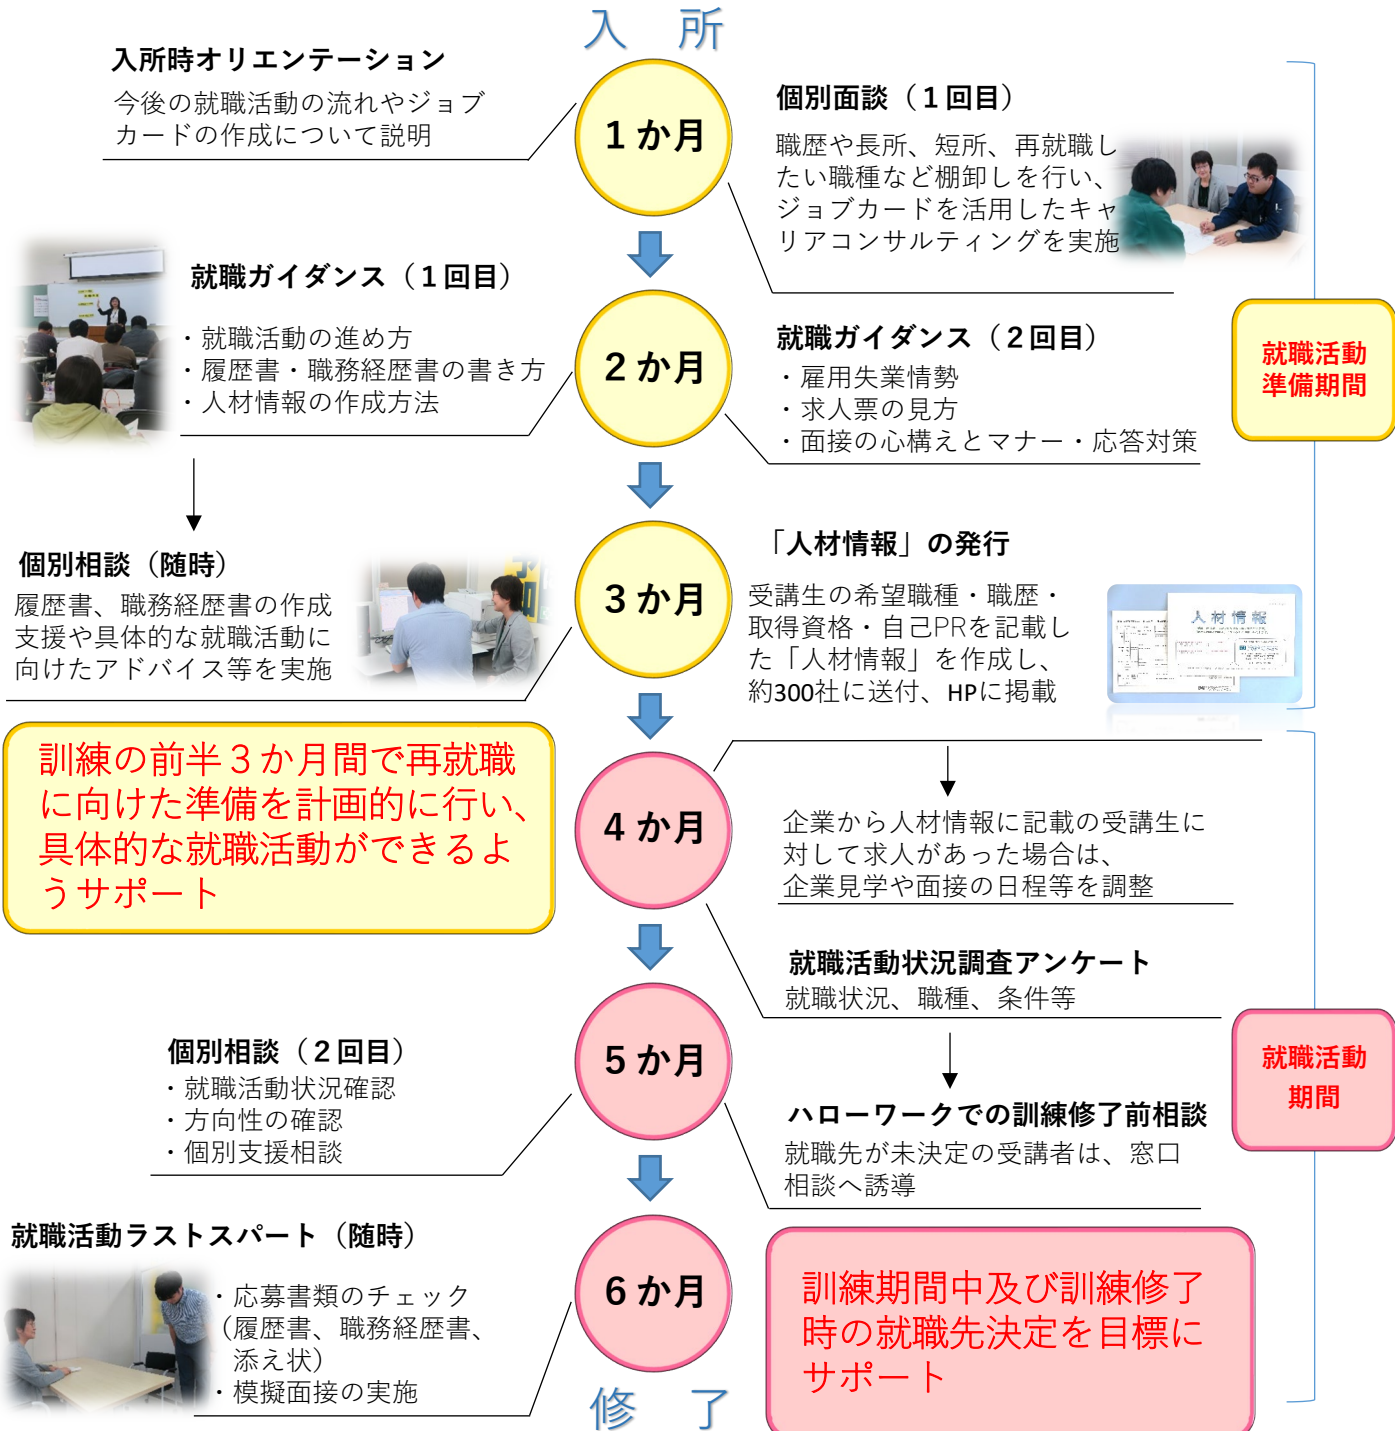 入 所
入所時オリエンテーション
今後の就職活動の流れやジョブ
カードの作成について説明
1か月
個別面談（1回目）
職歴や長所、短所、再就職し
たい職種など棚卸しを行い、
ジョブカードを活用したキャ
リアコンサルティングを実施
就職ガイダンス（1回目）
・就職活動の進め方
・履歴書・職務経歴書の書き方
・人材情報の作成方法
2か月
就職ガイダンス（2回目）
・雇用失業情勢
・求人票の見方
・面接の心構えとマナー・応答対策
就職活動
準備期間
個別相談（随時）
履歴書、職務経歴書の作成
支援や具体的な就職活動に
向けたアドバイス等を実施
3か月
「人材情報」の発行
受講生の希望職種・職歴・
取得資格・自己PRを記載し
た「人材情報」を作成し、
約300社に送付、HPに掲載
人材情報
訓練の前半３か月間で再就職
に向けた準備を計画的に行い、
具体的な就職活動ができるよ
うサポート
4か月
企業から人材情報に記載の受講生に
対して求人があった場合は、
企業見学や面接の日程等を調整
就職活動状況調査アンケート
就職状況、職種、条件等
個別相談（2回目）
・就職活動状況確認
・方向性の確認
・個別支援相談
5か月
ハローワークでの訓練修了前相談
就職先が未決定の受講者は、窓口
相談へ誘導
就職活動
期間
就職活動ラストスパート（随時）
・応募書類のチェック
（履歴書、職務経歴書、
添え状）
・模擬面接の実施
6か月
訓練期間中及び訓練修了
時の就職先決定を目標に
サポート
修 了